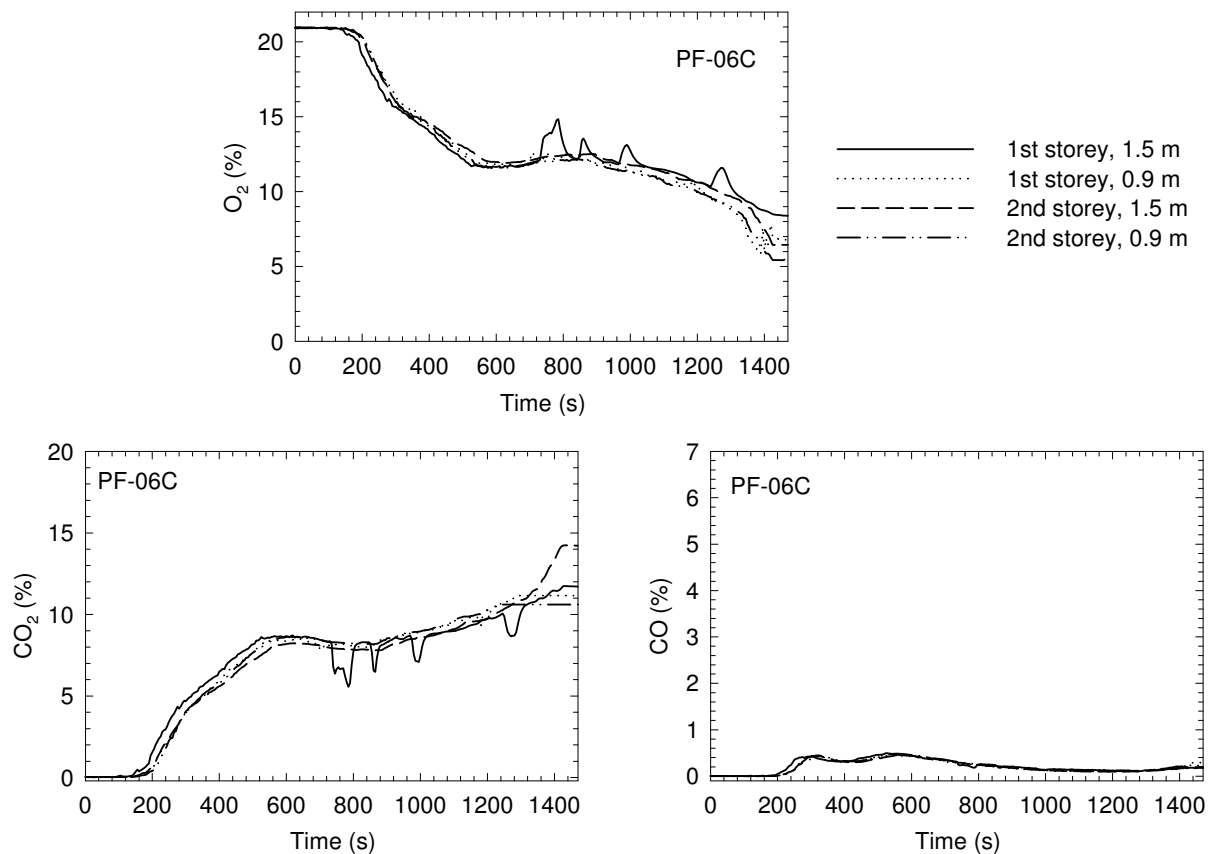 20
15
10
5
0
O2 (%)
PF-06C
0 200 400 600 800 1000 1200 1400
Time (s)
1st storey, 1.5 m
1st storey, 0.9 m
2nd storey, 1.5 m
2nd storey, 0.9 m
20
15
10
5
0
CO2 (%)
PF-06C
0 200 400 600 800 1000 1200 1400
Time (s)
7
6
5
4
3
2
1
0
CO (%)
PF-06C
0 200 400 600 800 1000 1200 1400
Time (s)